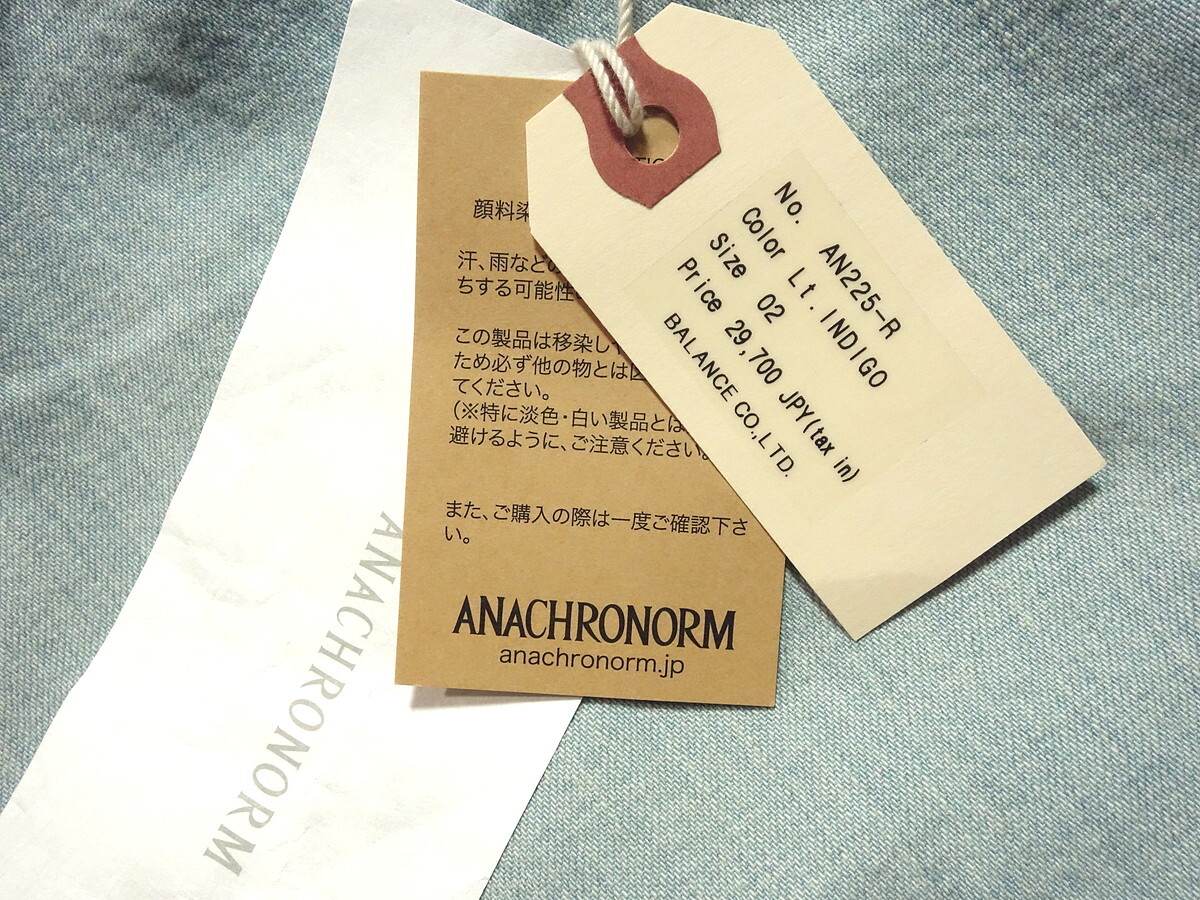 ANACHRONORM
顔料染
汗、雨など
ちする可能性
この製品は移染し
ため必ず他の物とは
てください。
(※特に淡色・白い製品とは
避けるように、ご注意ください。
また、ご購入の際は一度ご確認下さ
い。
ANACHRONORM
anachronorm.jp
No. AN225-R
Color Lt.INDIGO
Size 02
Price 29,700 JPY(tax in)
BALANCE CO.,LTD.